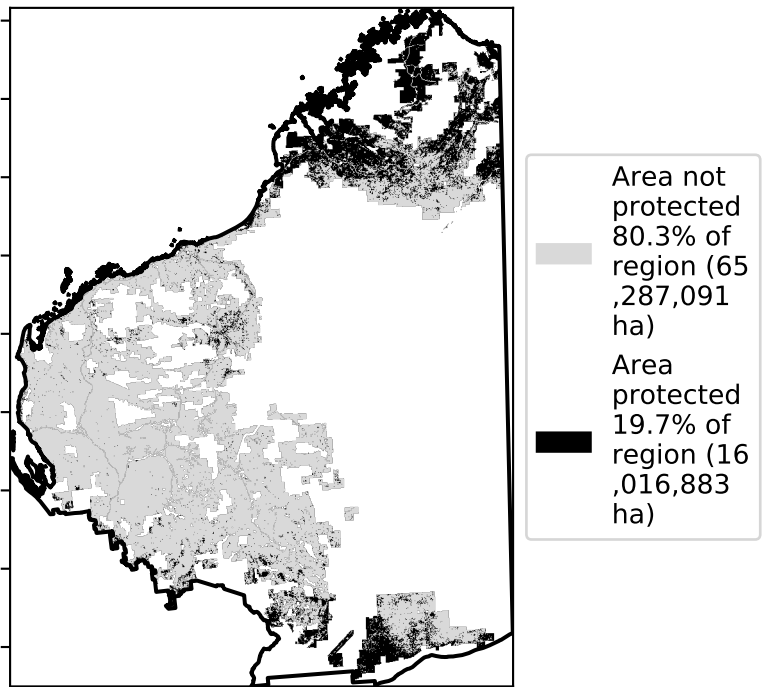 Area not
protected
80.3% of
region (65
,287,091
ha)
Area
protected
19.7% of
region (16
,016,883
ha)